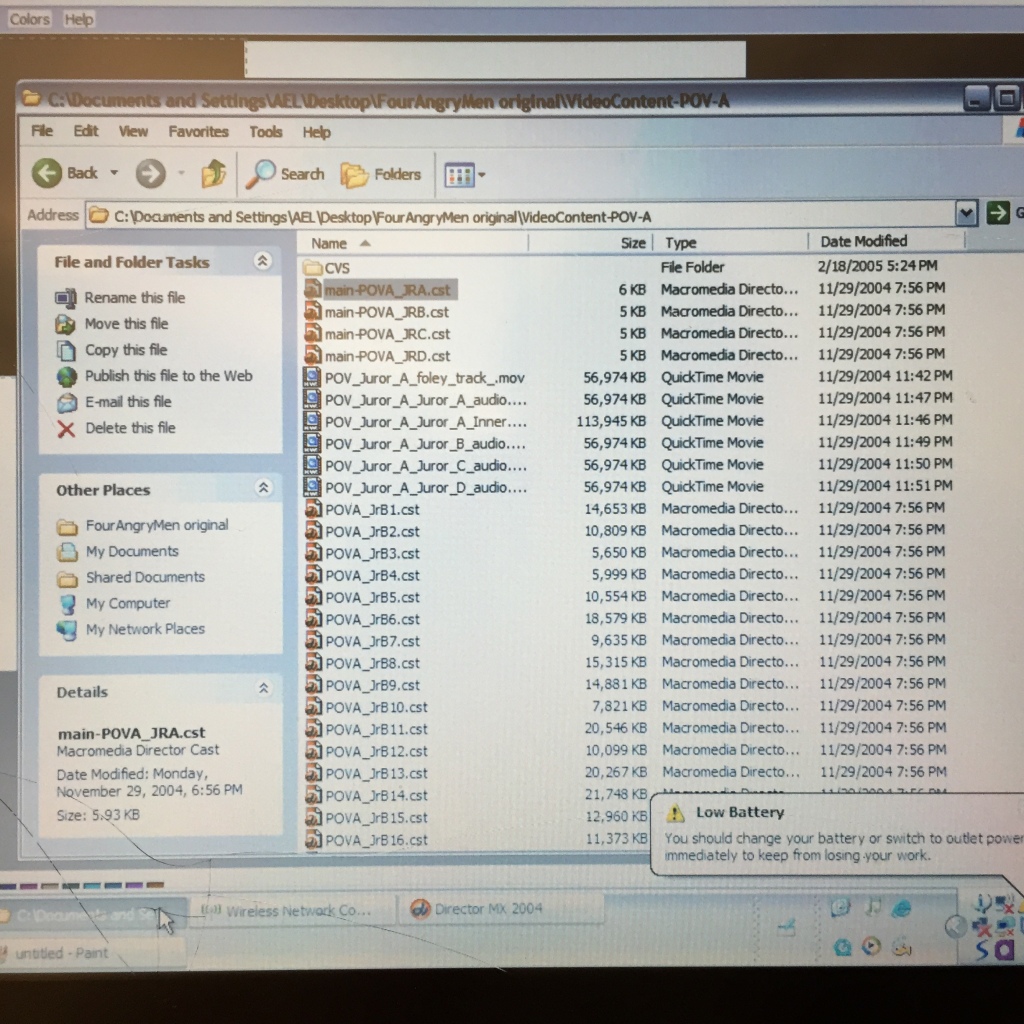 Colors Help
C:\Documents and Settings\AEL\Desktop\FourAngryMen original\VideoContent-POV-A
File Edit View Favorites Tools Help
Back Search Folders
Address C:\Documents and Settings\AEL\Desktop\FourAngryMen original\VideoContent-POV-A G
File and Folder Tasks
Rename this file
Move this file
Copy this file
Publish this file to the Web
E-mail this file
Delete this file
Other Places
FourAngryMen original
My Documents
Shared Documents
My Computer
My Network Places
Details
main-POVA_JRA.cst
Macromedia Director Cast
Date Modified: Monday,
November 29, 2004, 6:56 PM
Size: 5.93 KB
Name Size Type Date Modified
CVS File Folder 2/18/2005 5:24 PM
main-POVA_JRA.cst 6 KB Macromedia Directo... 11/29/2004 7:56 PM
main-POVA_JRB.cst 5 KB Macromedia Directo... 11/29/2004 7:56 PM
main-POVA_JRC.cst 5 KB Macromedia Directo... 11/29/2004 7:56 PM
main-POVA_JRD.cst 5 KB Macromedia Directo... 11/29/2004 7:56 PM
POV_Juror_A_foley_track_.mov 56,974 KB QuickTime Movie 11/29/2004 11:42 PM
POV_Juror_A_Juror_A_audio.... 56,974 KB QuickTime Movie 11/29/2004 11:47 PM
POV_Juror_A_Juror_A_Inner.... 113,945 KB QuickTime Movie 11/29/2004 11:46 PM
POV_Juror_A_Juror_B_audio.... 56,974 KB QuickTime Movie 11/29/2004 11:49 PM
POV_Juror_A_Juror_C_audio.... 56,974 KB QuickTime Movie 11/29/2004 11:50 PM
POV_Juror_A_Juror_D_audio.... 56,974 KB QuickTime Movie 11/29/2004 11:51 PM
POVA_JrB1.cst 14,653 KB Macromedia Directo... 11/29/2004 7:56 PM
POVA_JrB2.cst 10,809 KB Macromedia Directo... 11/29/2004 7:56 PM
POVA_JrB3.cst 5,650 KB Macromedia Directo... 11/29/2004 7:56 PM
POVA_JrB4.cst 5,999 KB Macromedia Directo... 11/29/2004 7:56 PM
POVA_JrB5.cst 10,554 KB Macromedia Directo... 11/29/2004 7:56 PM
POVA_JrB6.cst 18,579 KB Macromedia Directo... 11/29/2004 7:56 PM
POVA_JrB7.cst 9,635 KB Macromedia Directo... 11/29/2004 7:56 PM
POVA_JrB8.cst 15,315 KB Macromedia Directo... 11/29/2004 7:56 PM
POVA_JrB9.cst 14,881 KB Macromedia Directo... 11/29/2004 7:56 PM
POVA_JrB10.cst 7,821 KB Macromedia Directo... 11/29/2004 7:56 PM
POVA_JrB11.cst 20,546 KB Macromedia Directo... 11/29/2004 7:56 PM
POVA_JrB12.cst 10,099 KB Macromedia Directo... 11/29/2004 7:56 PM
POVA_JrB13.cst 20,267 KB Macromedia Directo... 11/29/2004 7:56 PM
POVA_JrB14.cst 21,748 KB
POVA_JrB15.cst 12,960 KB
POVA_JrB16.cst 11,373 KB
Low Battery
You should change your battery or switch to outlet power
immediately to keep from losing your work.
C:\Documents and Se Wireless Network Co... Director MX 2004
untitled - Paint